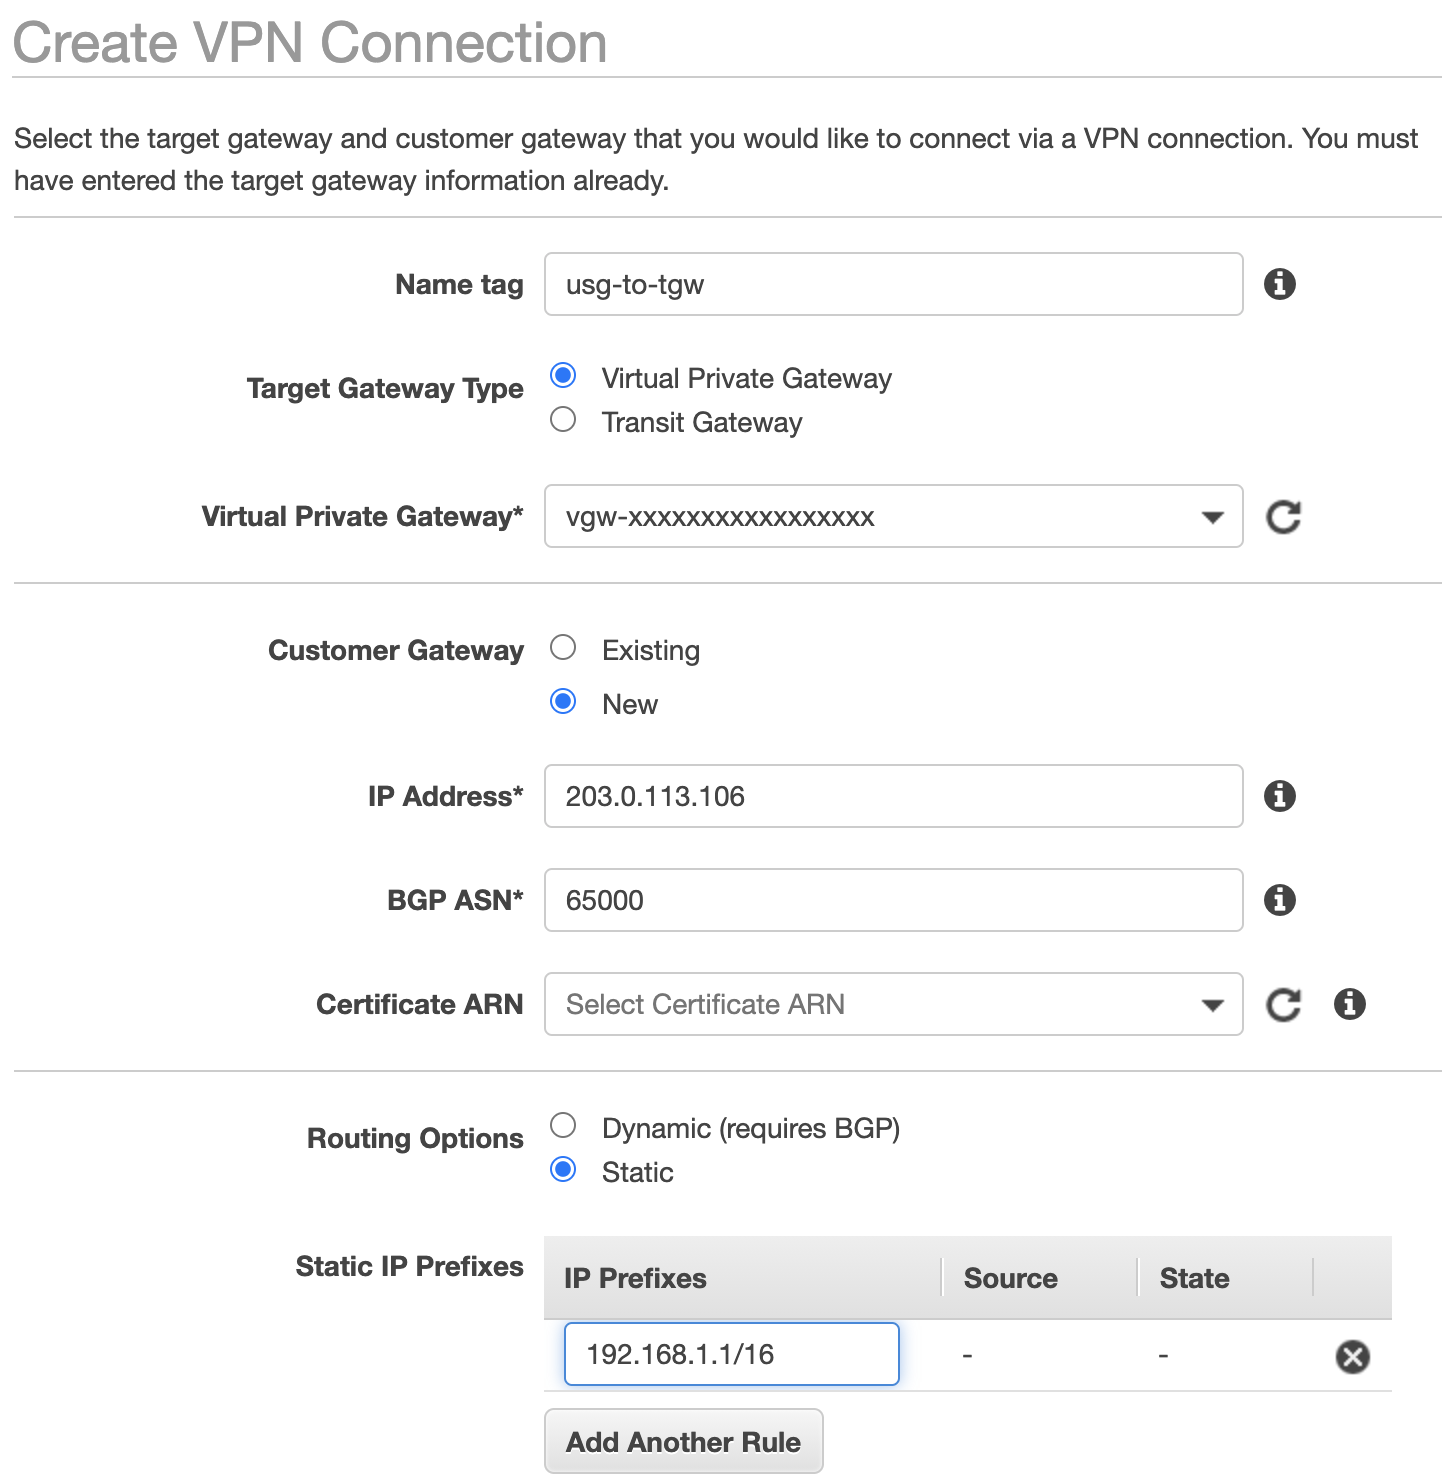 Create VPN Connection
Select the target gateway and customer gateway that you would like to connect via a VPN connection. You must
have entered the target gateway information already.
Name tag usg-to-tgw
Target Gateway Type Virtual Private Gateway
Transit Gateway
Virtual Private Gateway* vgw-xxxxxxxxxxxxxxxxx
Customer Gateway Existing
New
IP Address* 203.0.113.106
BGP ASN* 65000
Certificate ARN Select Certificate ARN
Routing Options Dynamic (requires BGP)
Static
Static IP Prefixes IP Prefixes Source State
192.168.1.1/16 - -
Add Another Rule